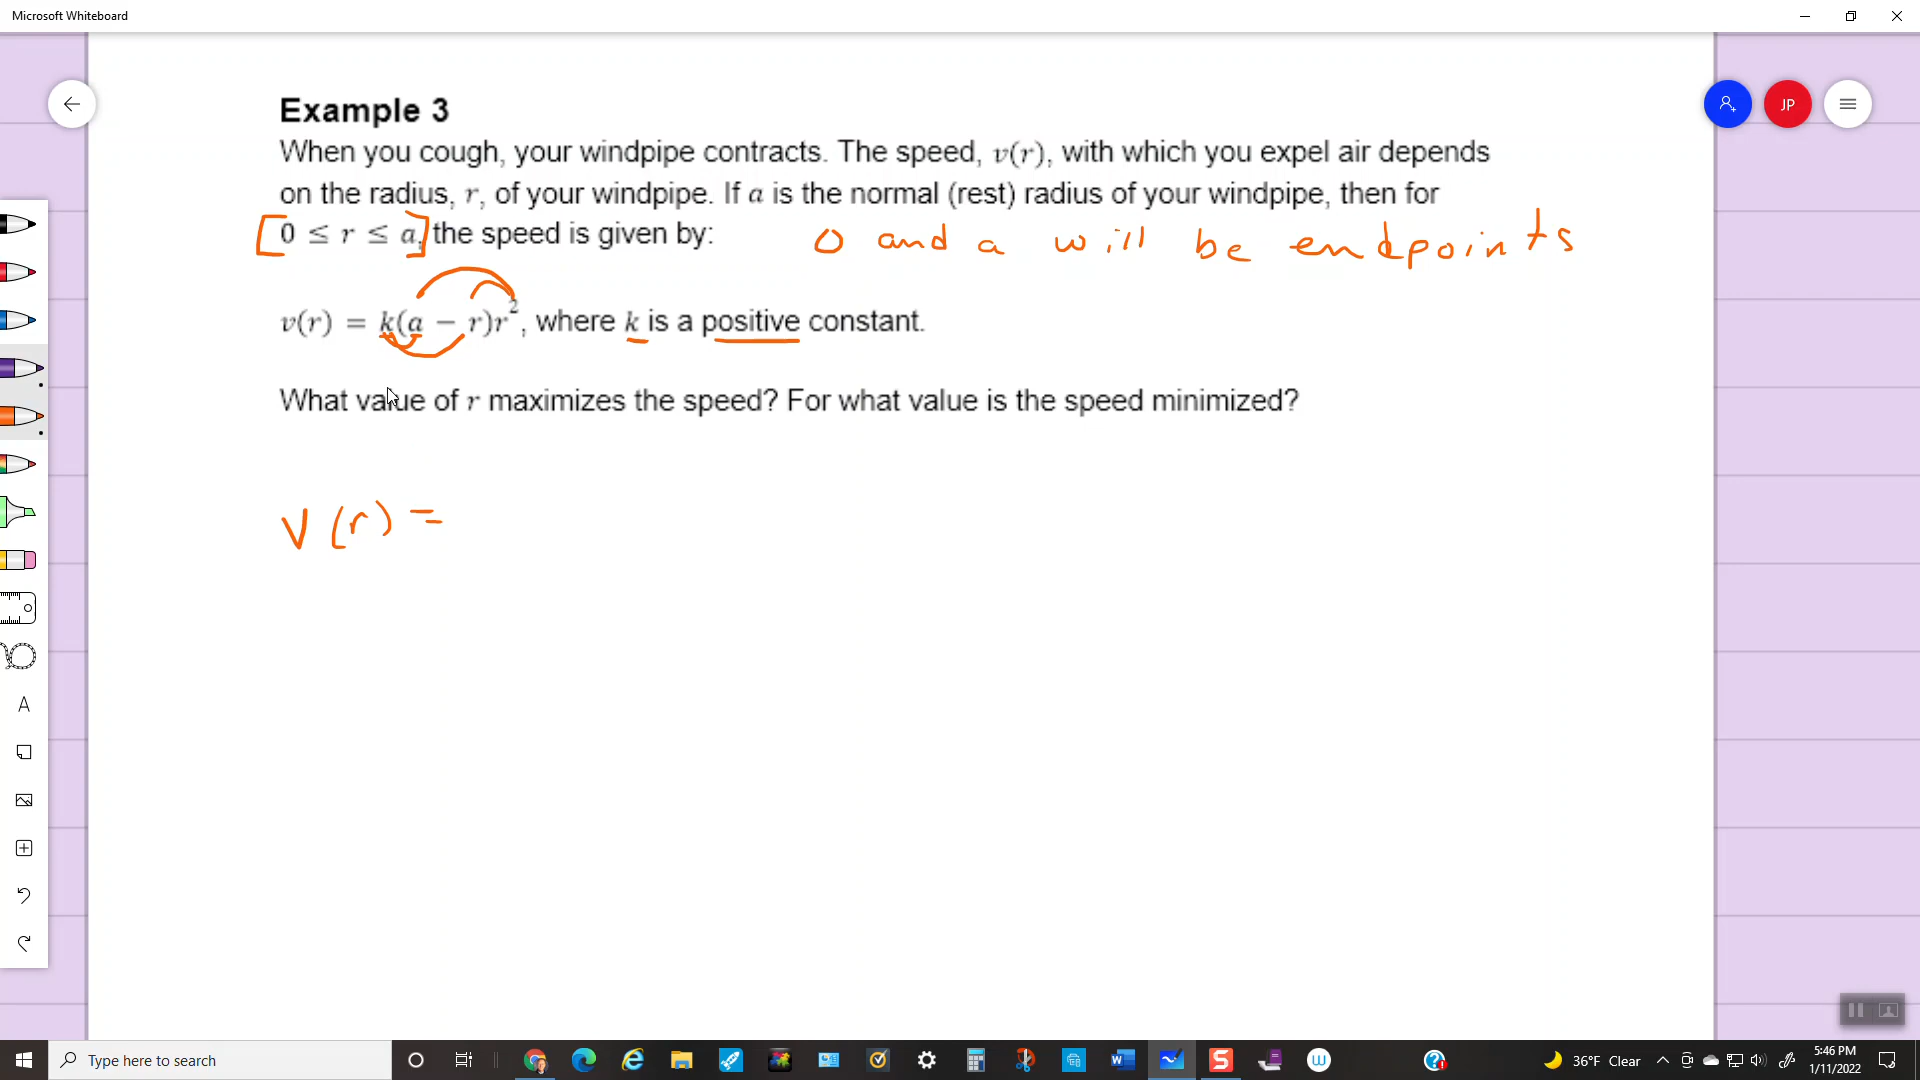 Microsoft Whiteboard
JP
Example 3
When you cough, your windpipe contracts. The speed, v(r), with which you expel air depends
on the radius, r, of your windpipe. If a is the normal (rest) radius of your windpipe, then for
[0 ≤ r ≤ a,] the speed is given by: 0 and a will be endpoints
v(r) = k(a − r)r², where k is a positive constant.
What value of r maximizes the speed? For what value is the speed minimized?
V(r) =
A
Type here to search
36°F Clear
5:46 PM
1/11/2022